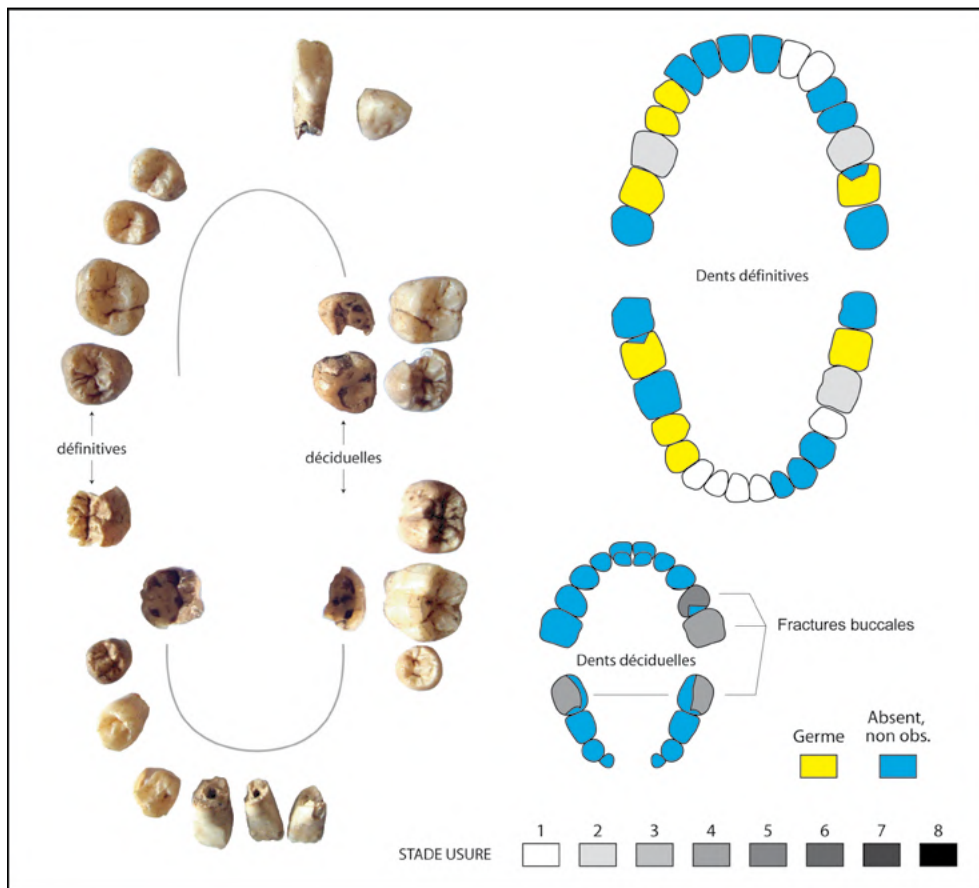 Dents définitives
définitives
déciduelles
Fractures buccales
Dents déciduelles
Germe
Absent,
non obs.
1 2 3 4 5 6 7 8
STADE USURE